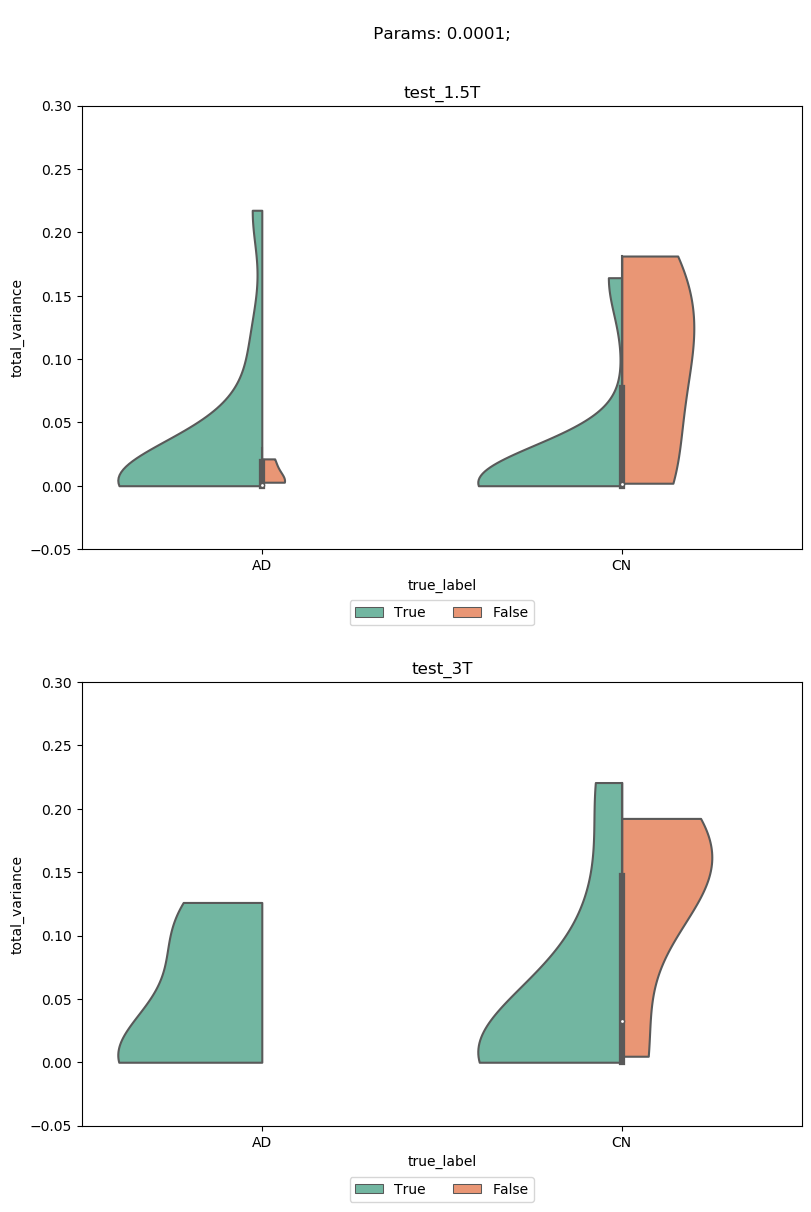 Params: 0.0001;
test_1.5T
0.30
0.25
0.20
0.15
0.10
0.05
0.00
−0.05
total_variance
AD CN
true_label
True False
test_3T
0.30
0.25
0.20
0.15
0.10
0.05
0.00
−0.05
total_variance
AD CN
true_label
True False